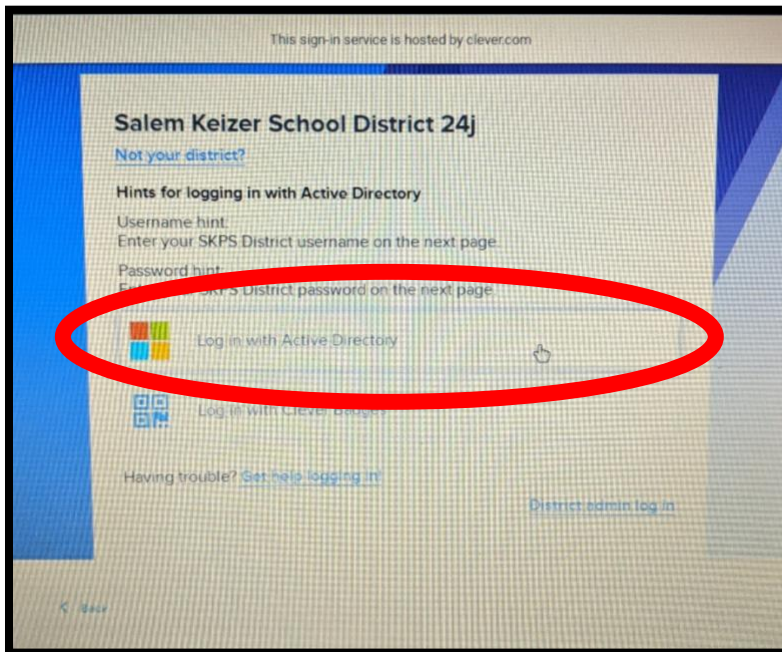 This sign-in service is hosted by clever.com
Salem Keizer School District 24j
Not your district?
Hints for logging in with Active Directory
Username hint:
Enter your SKPS District username on the next page.
Password hint:
SKPS District password on the next page.
Log in with Active Directory
Log in with Clever Badges
Having trouble? Get help logging in!
District admin log in
Back